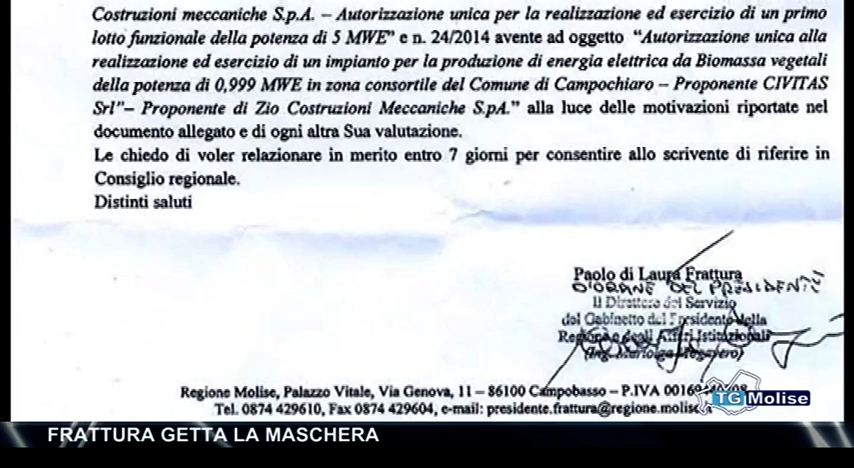 Costruzioni meccaniche S.p.A. – Autorizzazione unica per la realizzazione ed esercizio di un primo
lotto funzionale della potenza di 5 MWE" e n. 24/2014 avente ad oggetto "Autorizzazione unica alla
realizzazione ed esercizio di un impianto per la produzione di energia elettrica da Biomassa vegetali
della potenza di 0,999 MWE in zona consortile del Comune di Campochiaro – Proponente CIVITAS
Srl"– Proponente di Zio Costruzioni Meccaniche S.pA." alla luce delle motivazioni riportate nel
documento allegato e di ogni altra Sua valutazione.
Le chiedo di voler relazionare in merito entro 7 giorni per consentire allo scrivente di riferire in
Consiglio regionale.
Distinti saluti
Paolo di Laura Frattura
D'ORDINE DEL PRESIDENTE
Il Direttore del Servizio
del Gabinetto del Presidente della
Regione e degli Affari Istituzionali
Regione Molise, Palazzo Vitale, Via Genova, 11 – 86100 Campobasso – P.IVA
Tel. 0874 429610, Fax 0874 429604, e-mail: presidente.frattura@regione.molise
TG Molise
FRATTURA GETTA LA MASCHERA